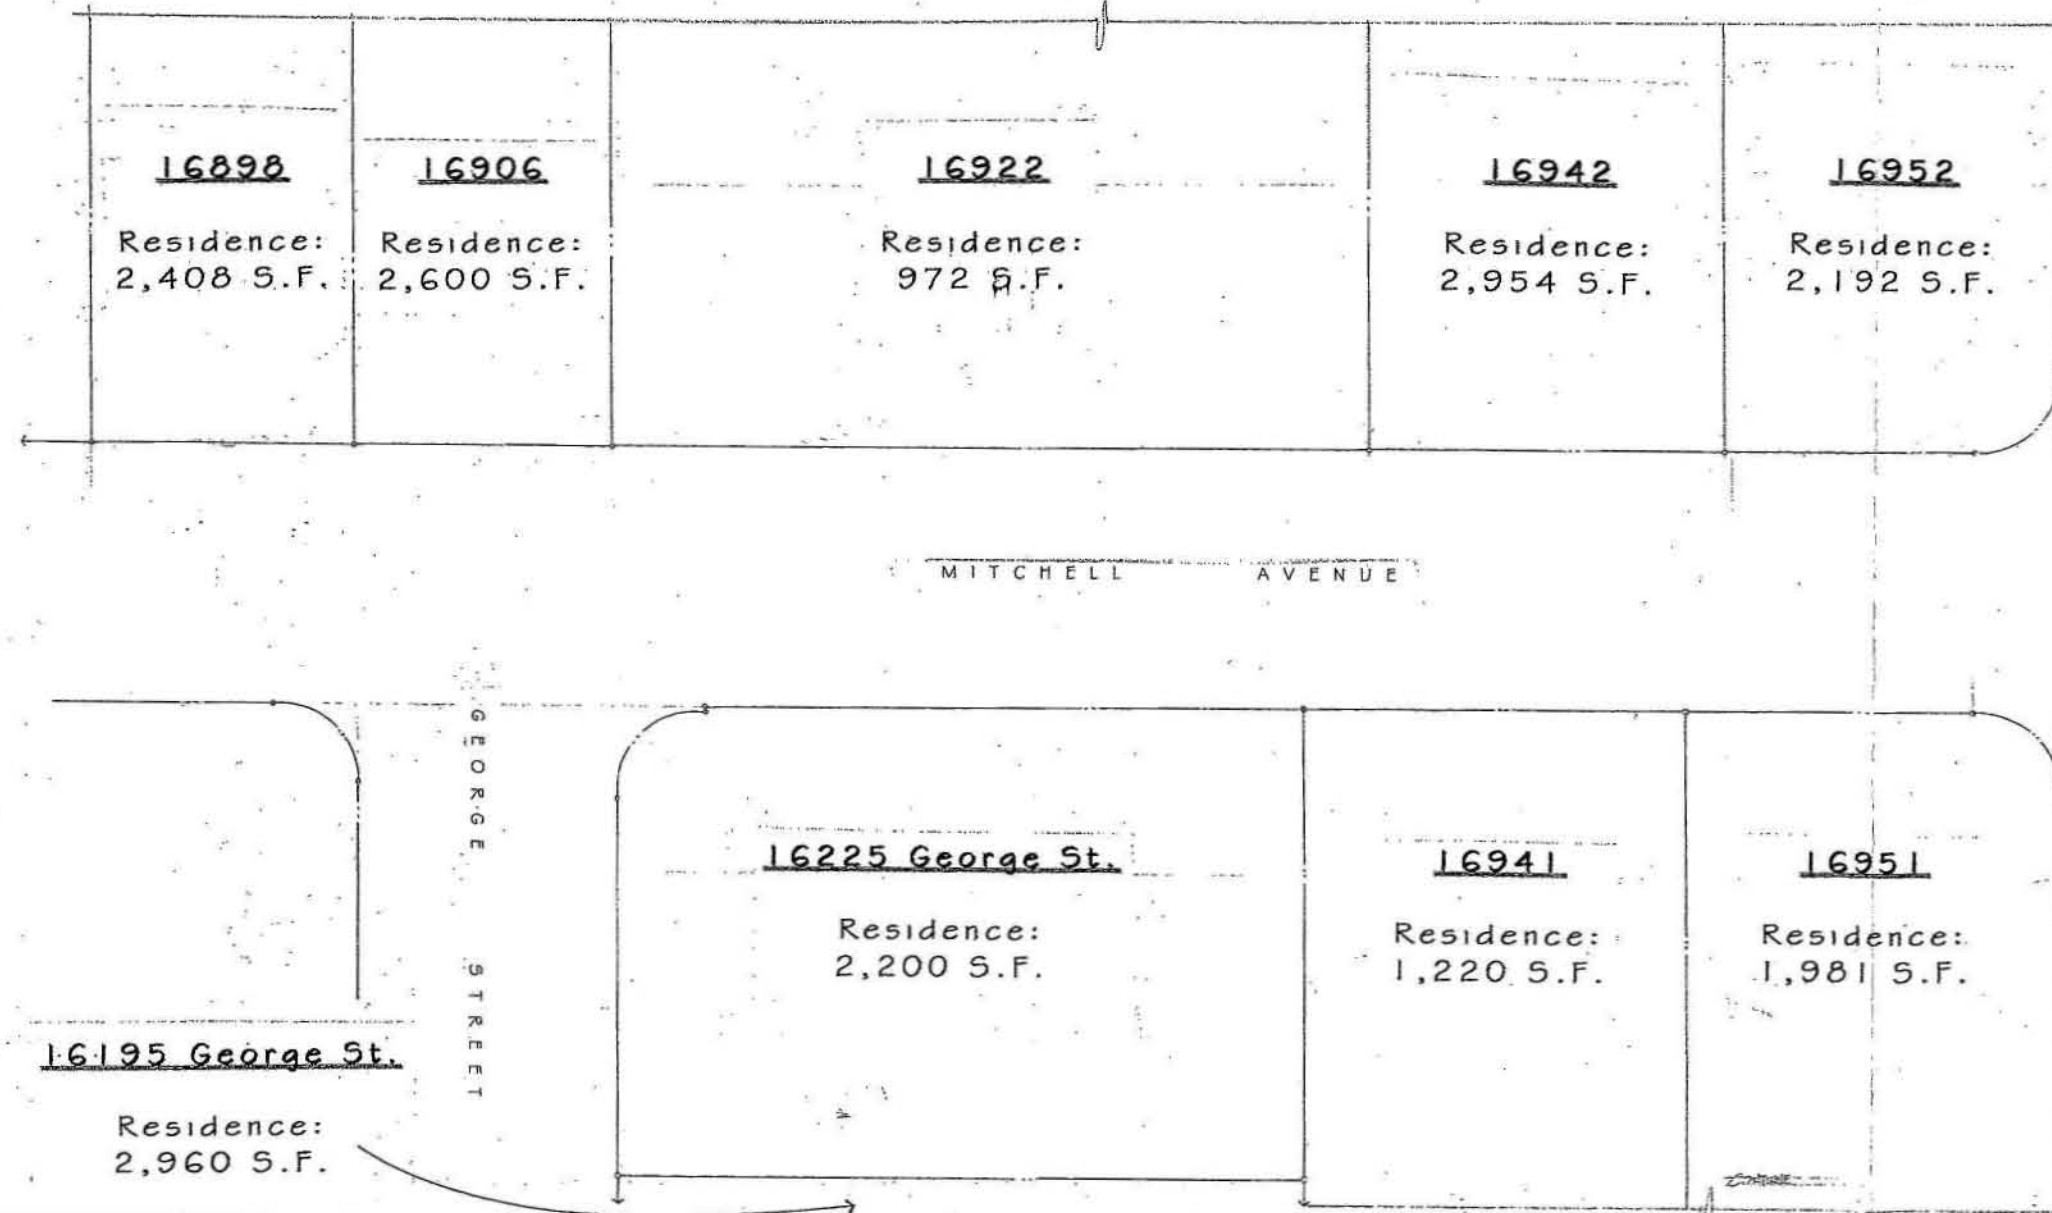 16898
Residence:
2,408 S.F.
16906
Residence:
2,600 S.F.
16922
Residence:
972 S.F.
16942
Residence:
2,954 S.F.
16952
Residence:
2,192 S.F.
MITCHELL AVENUE
GEORGE STREET
16195 George St.
Residence:
2,960 S.F.
16225 George St.
Residence:
2,200 S.F.
16941
Residence:
1,220 S.F.
16951
Residence:
1,981 S.F.